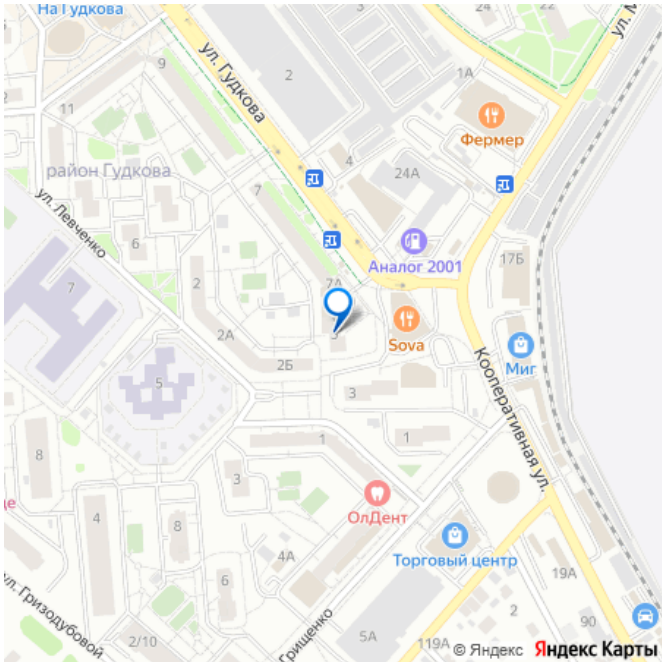 На Гудкова
24
22
ул. М
9
2
1А
ул. Гудкова
11
Фермер
район Гудкова
4
24А
7
ул. Левченко
6
Аналог 2001
17Б
7
2
7А
5
2А
Sova
Миг
2Б
5
3
Кооперативная ул.
1
1
8
3
ОлДент
4
8
Торговый центр
4А
19А
6
ул. Гризодубовой
2
90
2/10
Грищенко
5А
119А
© Яндекс Яндекс Карты